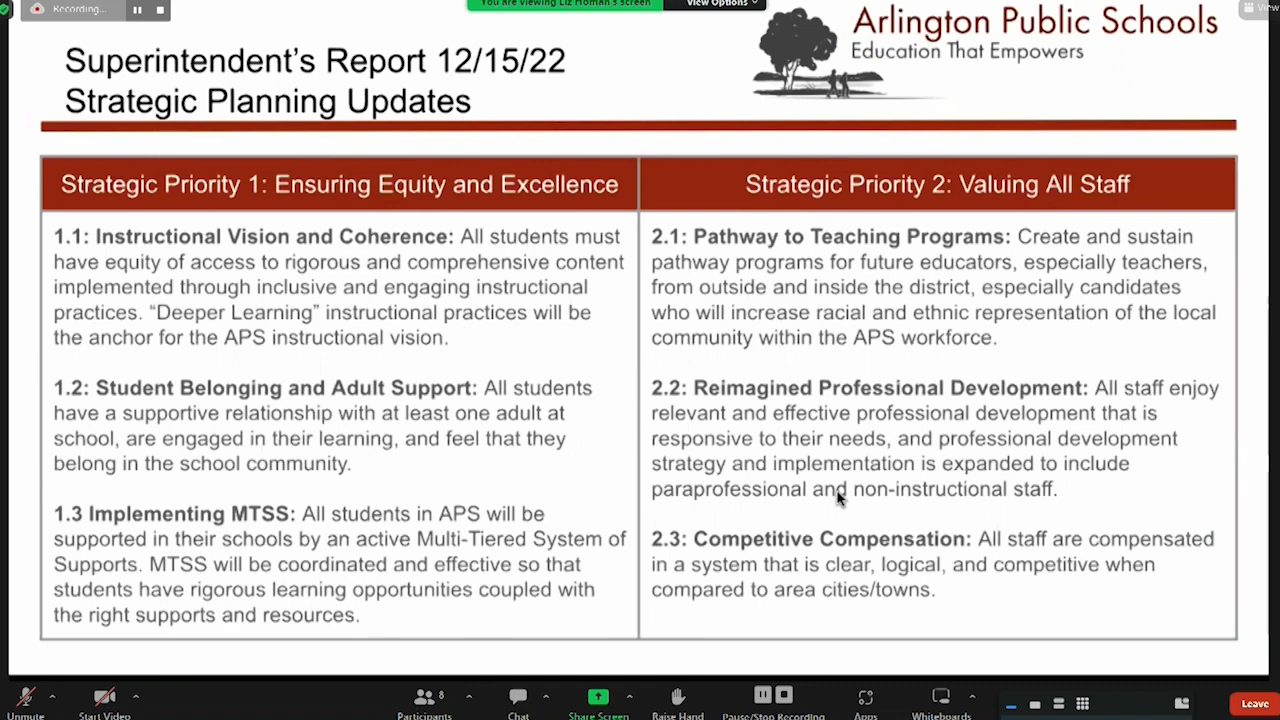 Recording...
You are viewing Liz Homan's screen
View Options
View
Arlington Public Schools
Education That Empowers
Superintendent's Report 12/15/22
Strategic Planning Updates
Strategic Priority 1: Ensuring Equity and Excellence
1.1: Instructional Vision and Coherence: All students must
have equity of access to rigorous and comprehensive content
implemented through inclusive and engaging instructional
practices. “Deeper Learning” instructional practices will be
the anchor for the APS instructional vision.
1.2: Student Belonging and Adult Support: All students
have a supportive relationship with at least one adult at
school, are engaged in their learning, and feel that they
belong in the school community.
1.3 Implementing MTSS: All students in APS will be
supported in their schools by an active Multi-Tiered System of
Supports. MTSS will be coordinated and effective so that
students have rigorous learning opportunities coupled with
the right supports and resources.
Strategic Priority 2: Valuing All Staff
2.1: Pathway to Teaching Programs: Create and sustain
pathway programs for future educators, especially teachers,
from outside and inside the district, especially candidates
who will increase racial and ethnic representation of the local
community within the APS workforce.
2.2: Reimagined Professional Development: All staff enjoy
relevant and effective professional development that is
responsive to their needs, and professional development
strategy and implementation is expanded to include
paraprofessional and non-instructional staff.
2.3: Competitive Compensation: All staff are compensated
in a system that is clear, logical, and competitive when
compared to area cities/towns.
Unmute
Start Video
Participants
8
Chat
Share Screen
Raise Hand
Pause/Stop Recording
Apps
Whiteboards
Leave